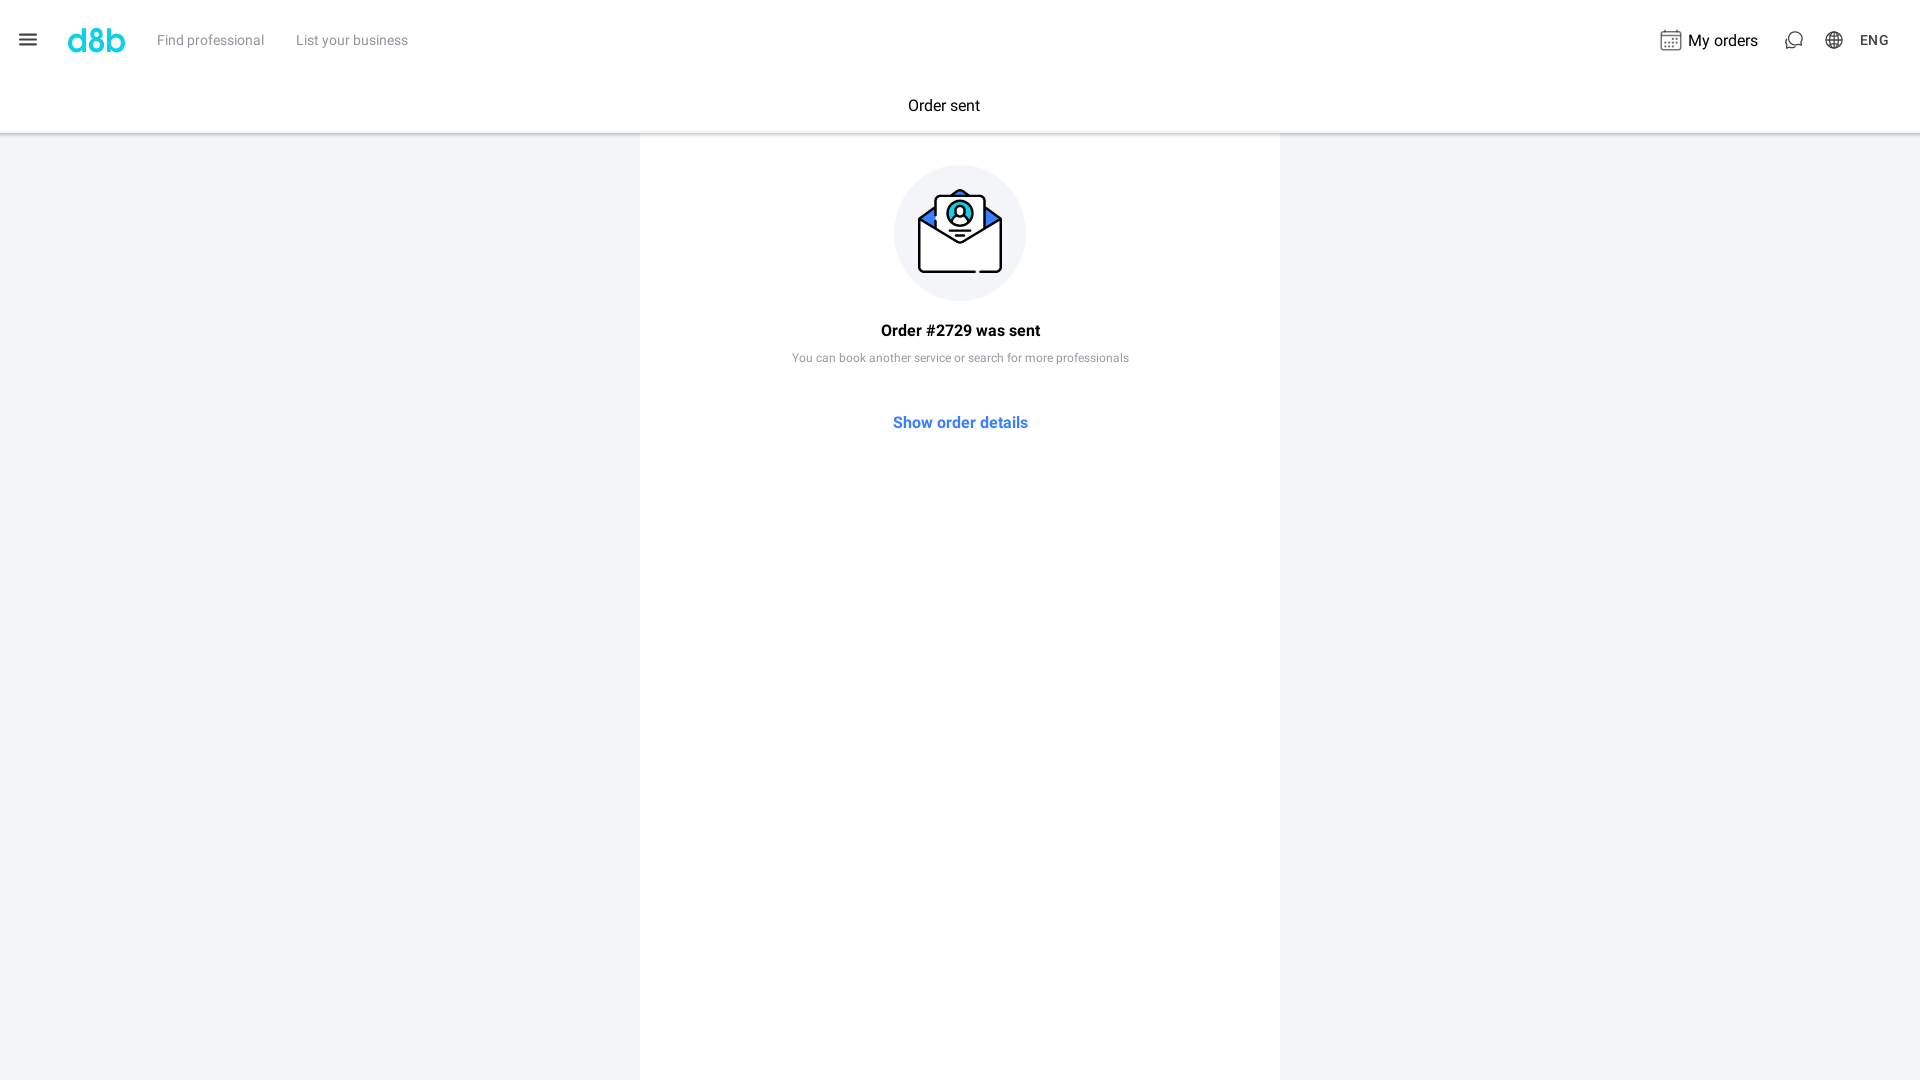 d8b
Find professional
List your business
My orders
ENG
Order sent
Order #2729 was sent
You can book another service or search for more professionals
Show order details